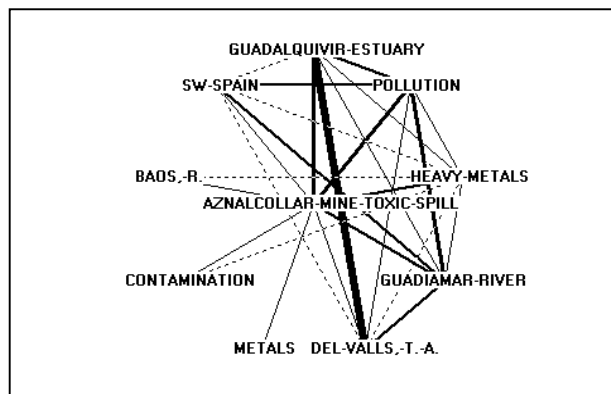 GUADALQUIVIR-ESTUARY
SW-SPAIN
POLLUTION
BAOS,-R.
HEAVY-METALS
AZNALCOLLAR-MINE-TOXIC-SPILL
CONTAMINATION
GUADIAMAR-RIVER
METALS
DEL-VALLS,-T.-A.